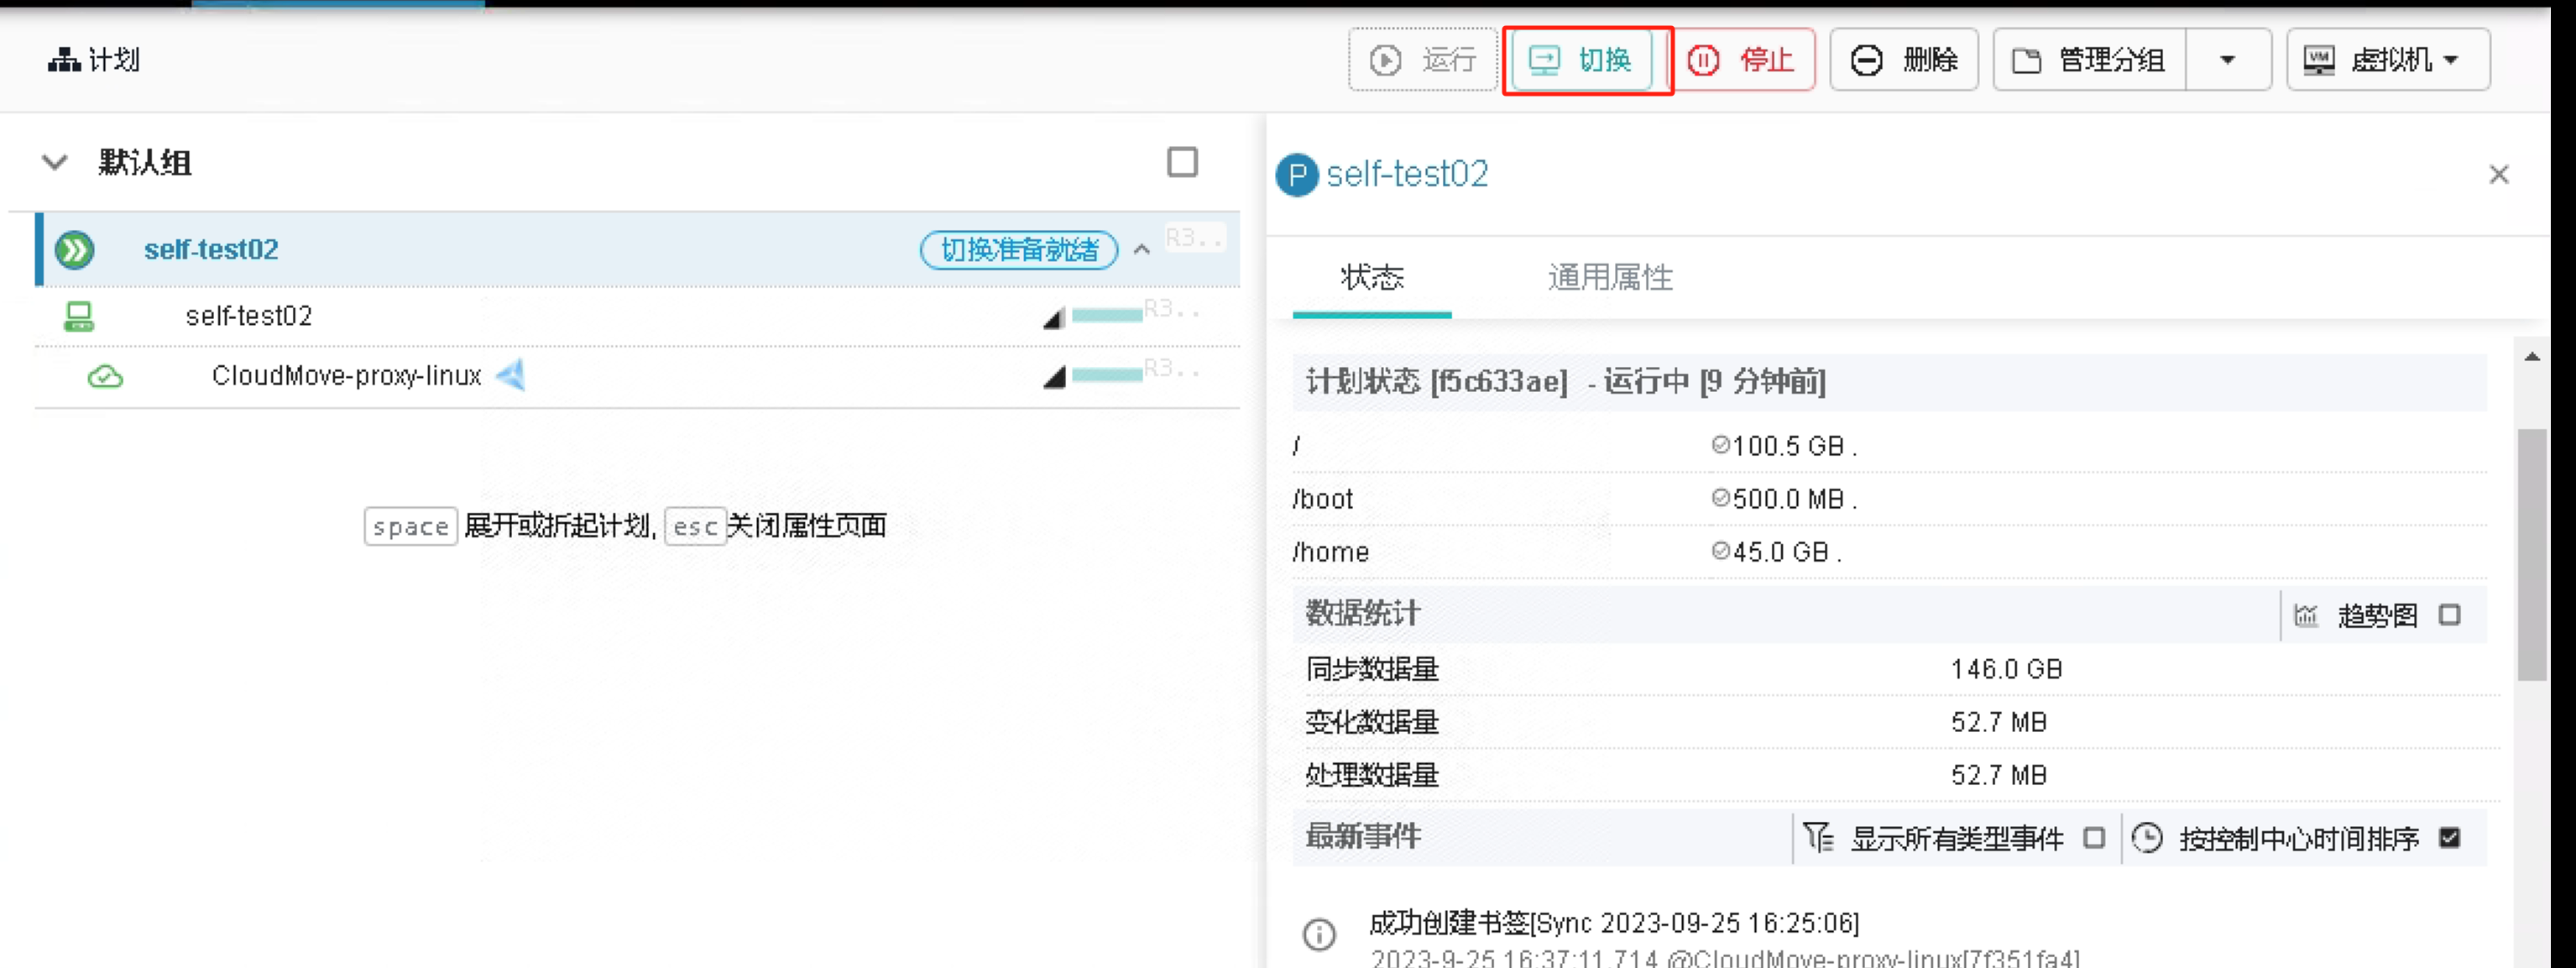 计划
运行 切换 停止 删除 管理分组 虚拟机
默认组
self-test02 切换准备就绪 R3..
self-test02 R3..
CloudMove-proxy-linux R3..
space 展开或折起计划, esc 关闭属性页面
P self-test02
状态 通用属性
计划状态 [f5c633ae] - 运行中 [9 分钟前]
/ 100.5 GB .
/boot 500.0 MB .
/home 45.0 GB .
数据统计 趋势图
同步数据量 146.0 GB
变化数据量 52.7 MB
处理数据量 52.7 MB
最新事件 显示所有类型事件 按控制中心时间排序
成功创建书签[Sync 2023-09-25 16:25:06]
2023-9-25 16:37:11.714 @CloudMove-proxy-linux[7f351fa4]